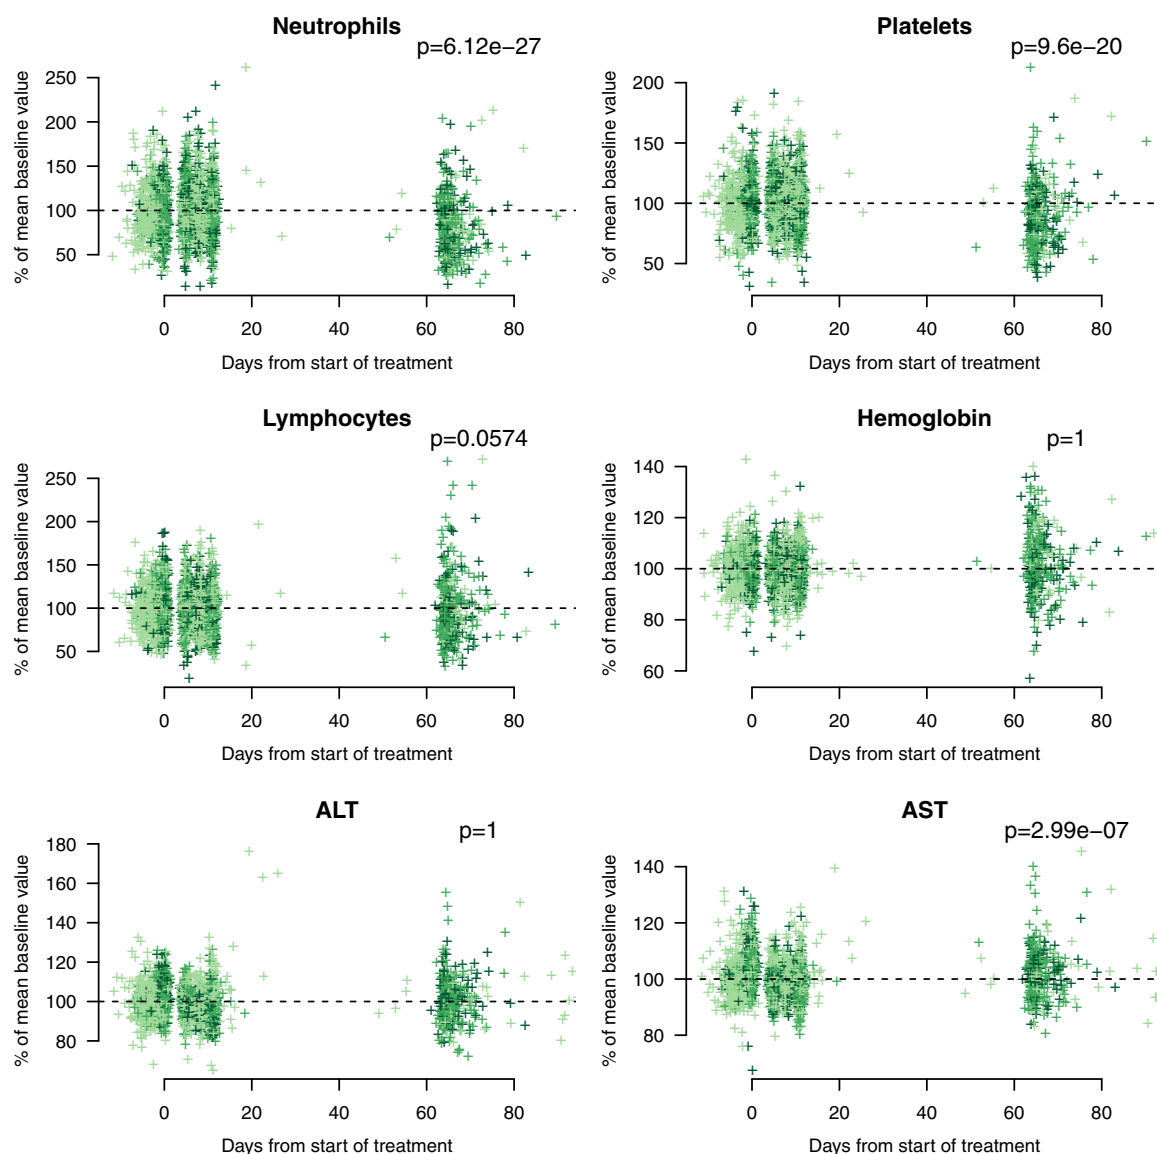 Neutrophils
p=6.12e−27
% of mean baseline value
250
200
150
100
50
0 20 40 60 80
Days from start of treatment
Platelets
p=9.6e−20
% of mean baseline value
200
150
100
50
0 20 40 60 80
Days from start of treatment
Lymphocytes
p=0.0574
% of mean baseline value
250
200
150
100
50
0 20 40 60 80
Days from start of treatment
Hemoglobin
p=1
% of mean baseline value
140
120
100
80
60
0 20 40 60 80
Days from start of treatment
ALT
p=1
% of mean baseline value
180
160
140
120
100
80
0 20 40 60 80
Days from start of treatment
AST
p=2.99e−07
% of mean baseline value
140
120
100
80
0 20 40 60 80
Days from start of treatment